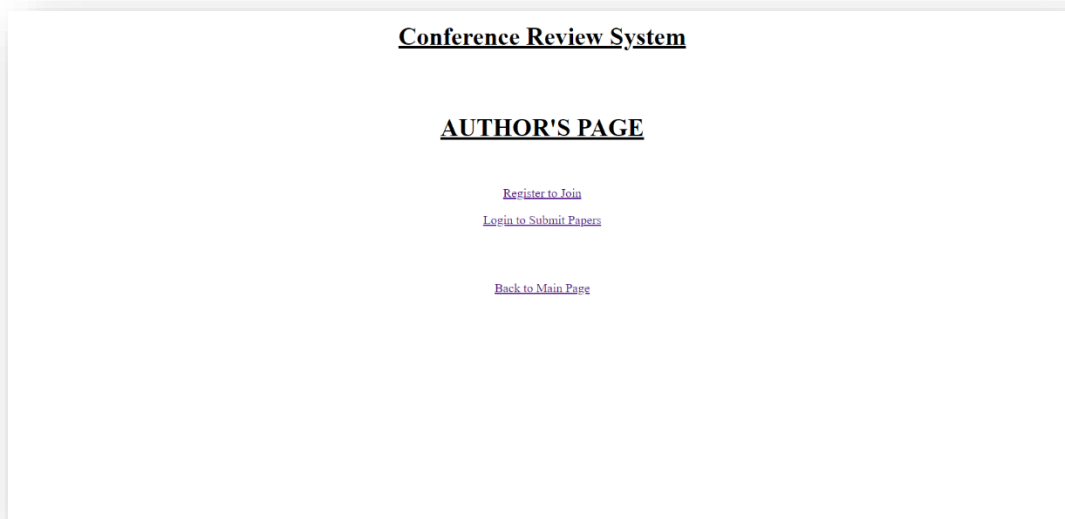 Conference Review System
AUTHOR'S PAGE
Register to Join
Login to Submit Papers
Back to Main Page